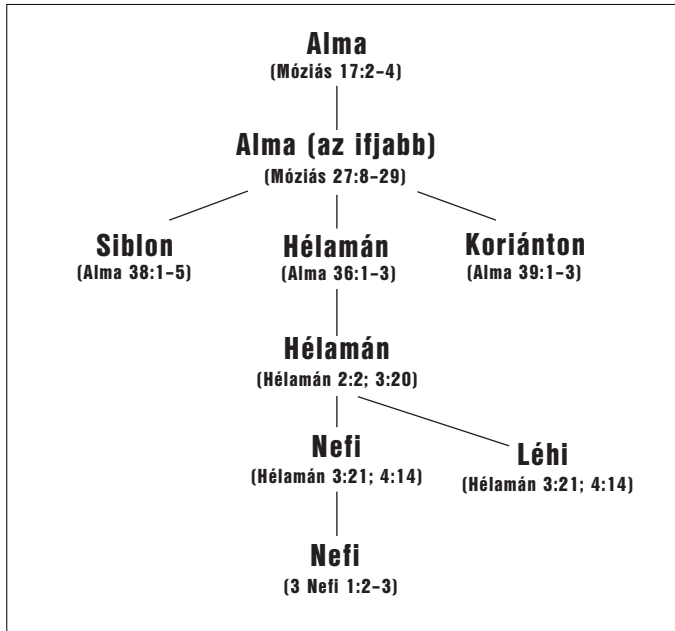 Alma
(Móziás 17:2–4)
Alma (az ifjabb)
(Móziás 27:8–29)
Siblon
(Alma 38:1–5)
Hélamán
(Alma 36:1–3)
Koriánton
(Alma 39:1–3)
Hélamán
(Hélamán 2:2; 3:20)
Nefi
(Hélamán 3:21; 4:14)
Léhi
(Hélamán 3:21; 4:14)
Nefi
(3 Nefi 1:2–3)